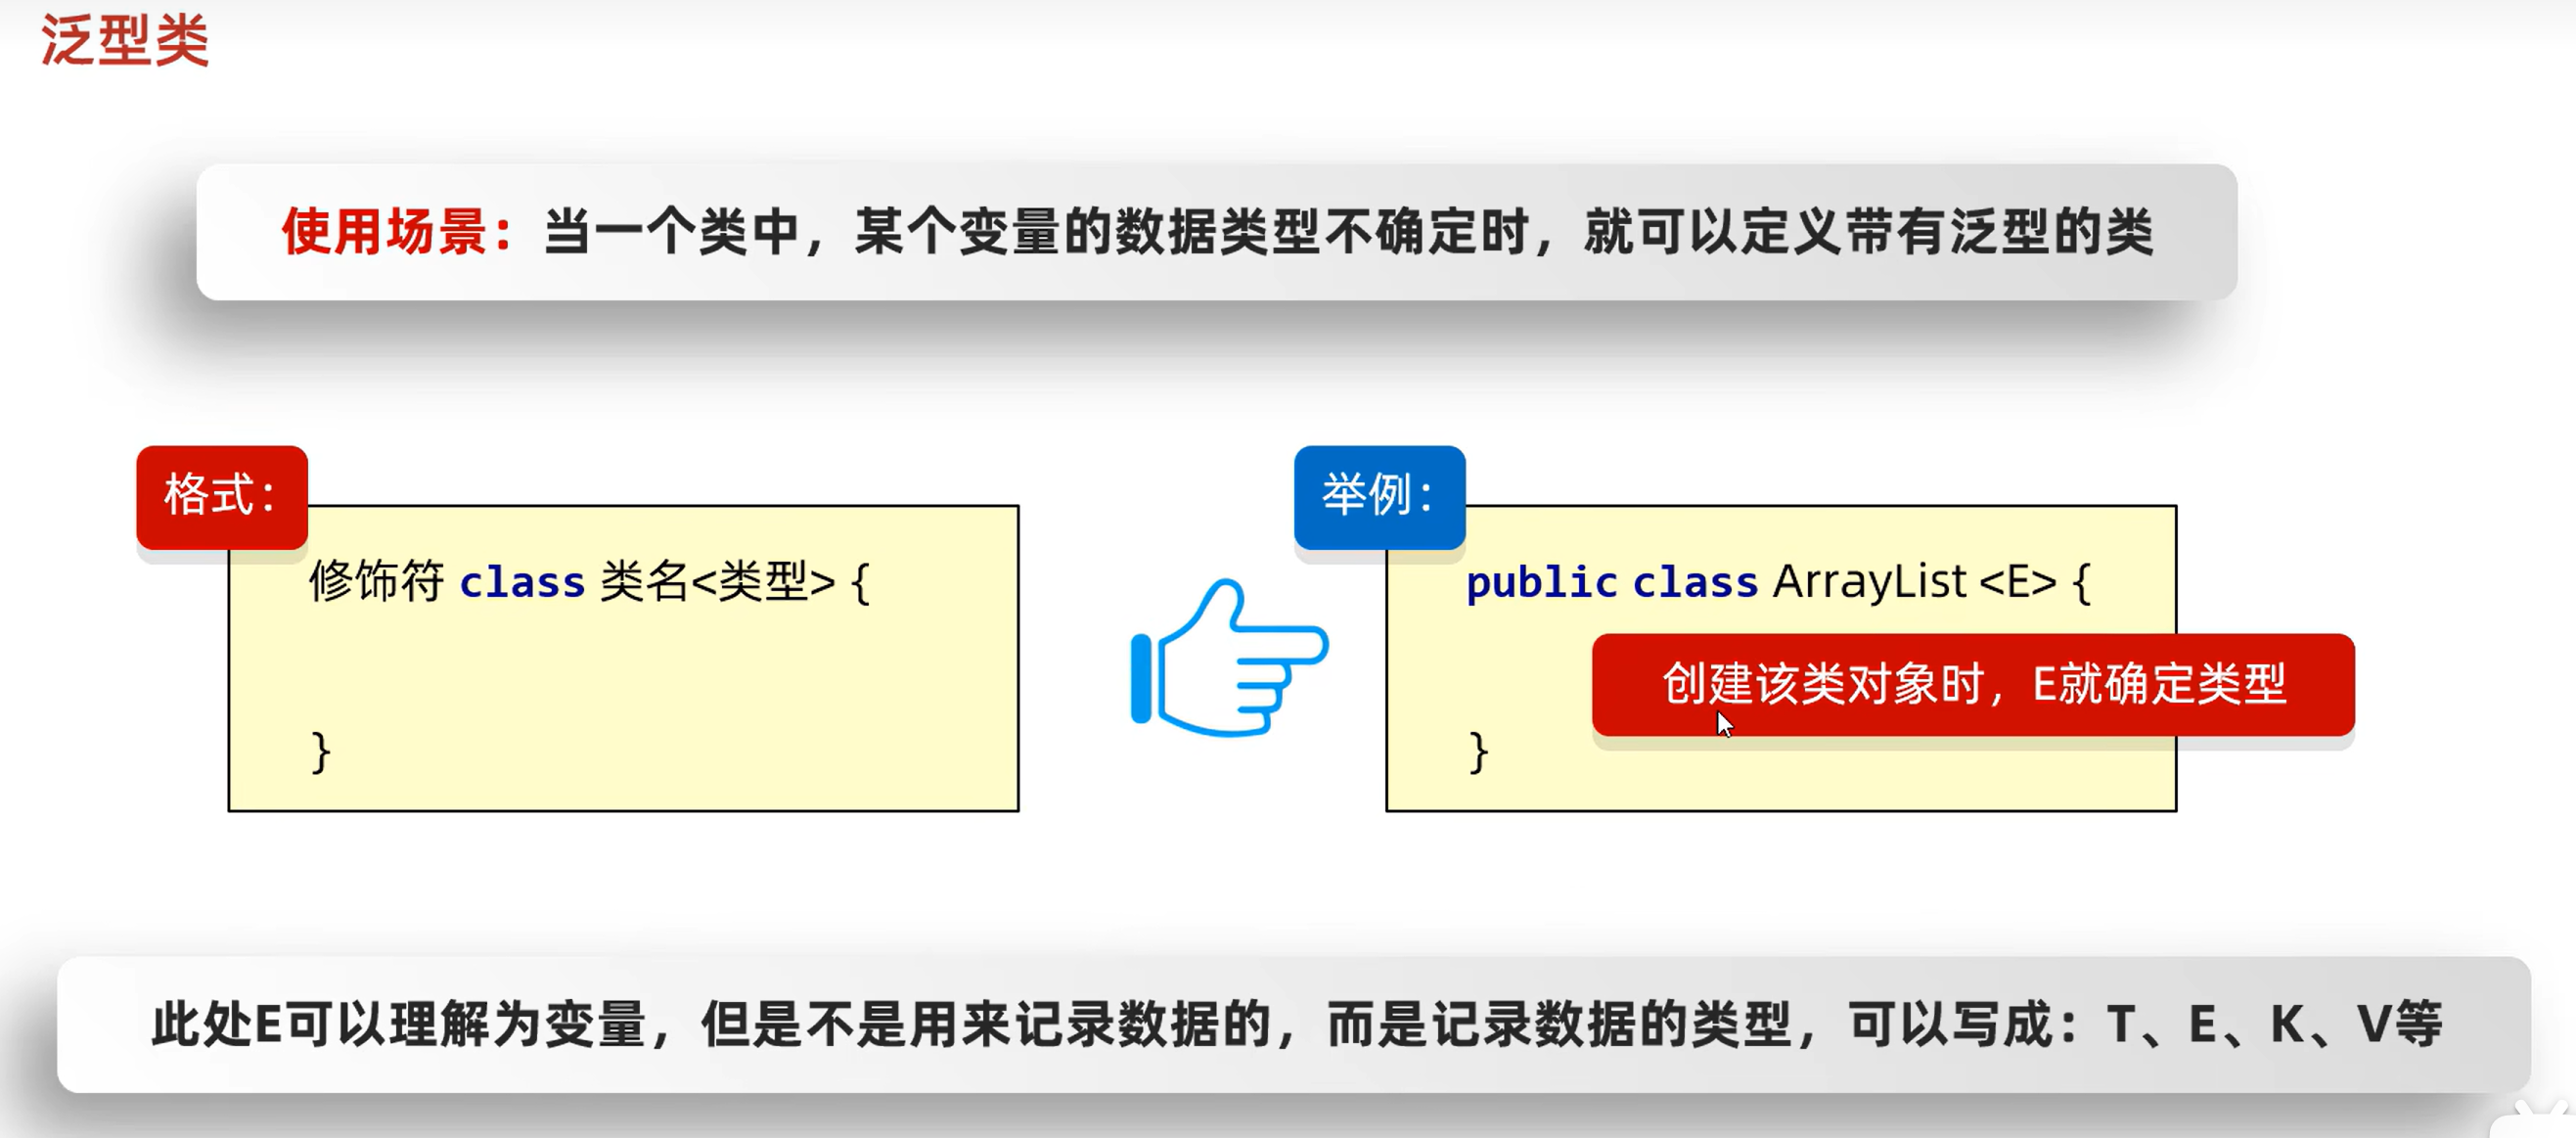 泛型类
使用场景：当一个类中，某个变量的数据类型不确定时，就可以定义带有泛型的类
格式：
修饰符 class 类名<类型> {
}
举例：
public class ArrayList <E> {
创建该类对象时，E就确定类型
}
此处E可以理解为变量，但是不是用来记录数据的，而是记录数据的类型，可以写成：T、E、K、V等